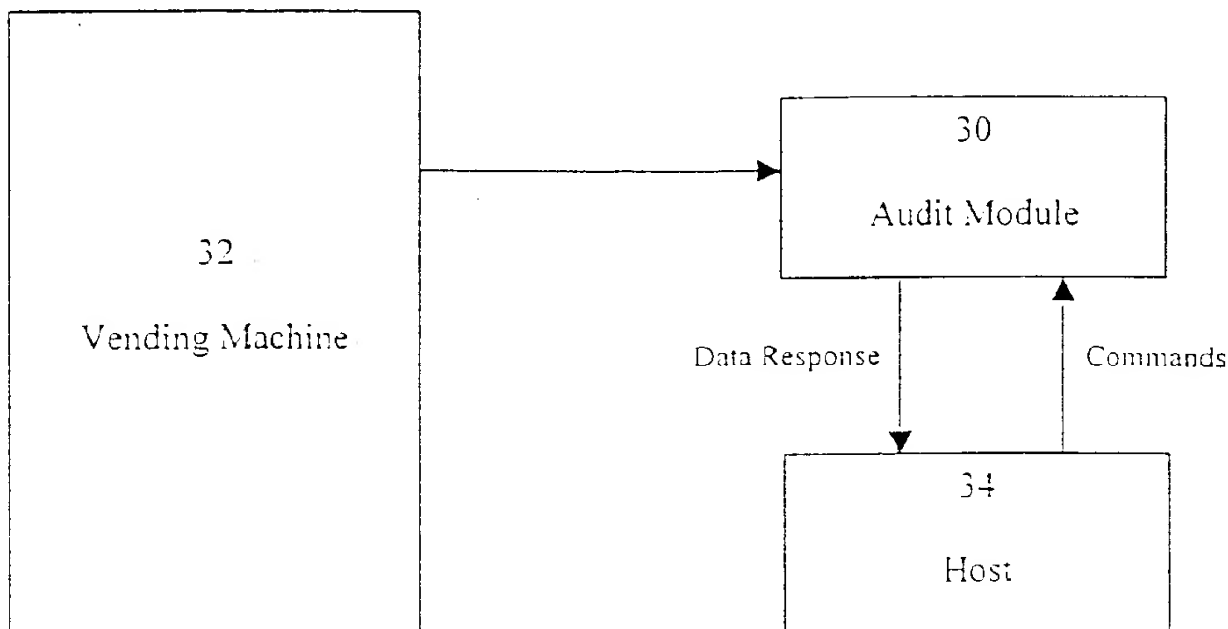 32
Vending Machine
30
Audit Module
Data Response
Commands
34
Host